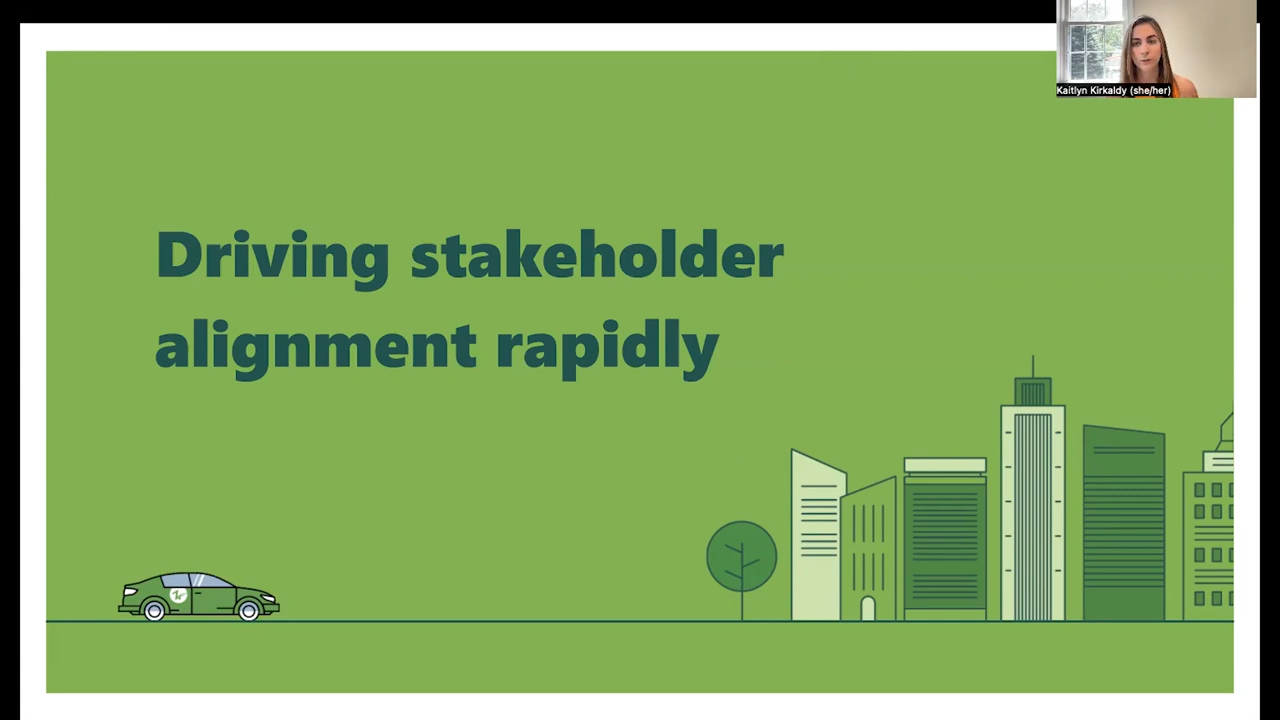 Kaitlyn Kirkaldy (she/her)
Driving stakeholder
alignment rapidly